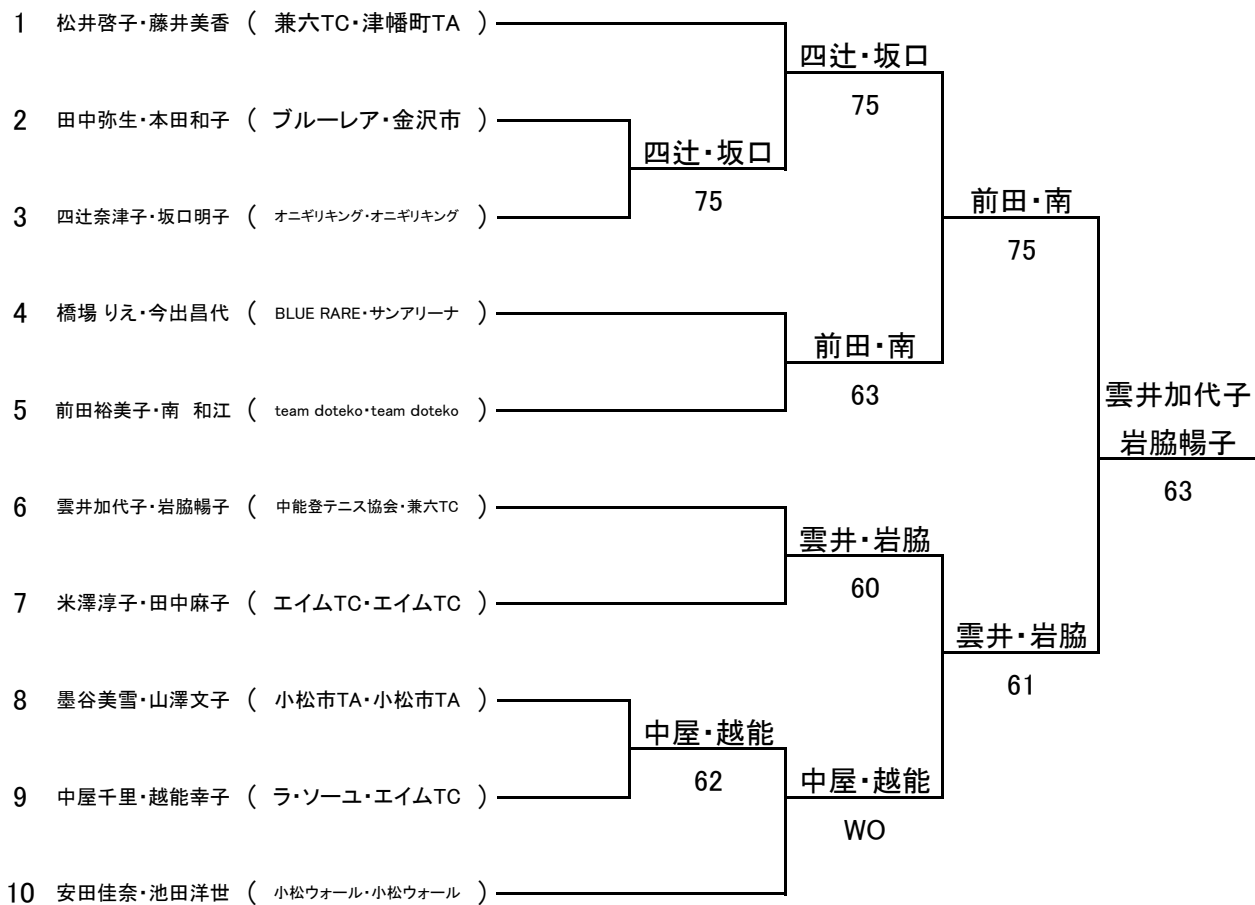 1 松井啓子・藤井美香 ( 兼六TC・津幡町TA )
四辻・坂口
75
2 田中弥生・本田和子 ( ブルーレア・金沢市 )
四辻・坂口
75
3 四辻奈津子・坂口明子 ( オニギリキング・オニギリキング )
前田・南
75
4 橋場 りえ・今出昌代 ( BLUE RARE・サンアリーナ )
前田・南
63
5 前田裕美子・南 和江 ( team doteko・team doteko )
雲井加代子
岩脇暢子
63
6 雲井加代子・岩脇暢子 ( 中能登テニス協会・兼六TC )
雲井・岩脇
60
7 米澤淳子・田中麻子 ( エイムTC・エイムTC )
雲井・岩脇
61
8 墨谷美雪・山澤文子 ( 小松市TA・小松市TA )
中屋・越能
62
9 中屋千里・越能幸子 ( ラ・ソーユ・エイムTC )
中屋・越能
WO
10 安田佳奈・池田洋世 ( 小松ウォール・小松ウォール )